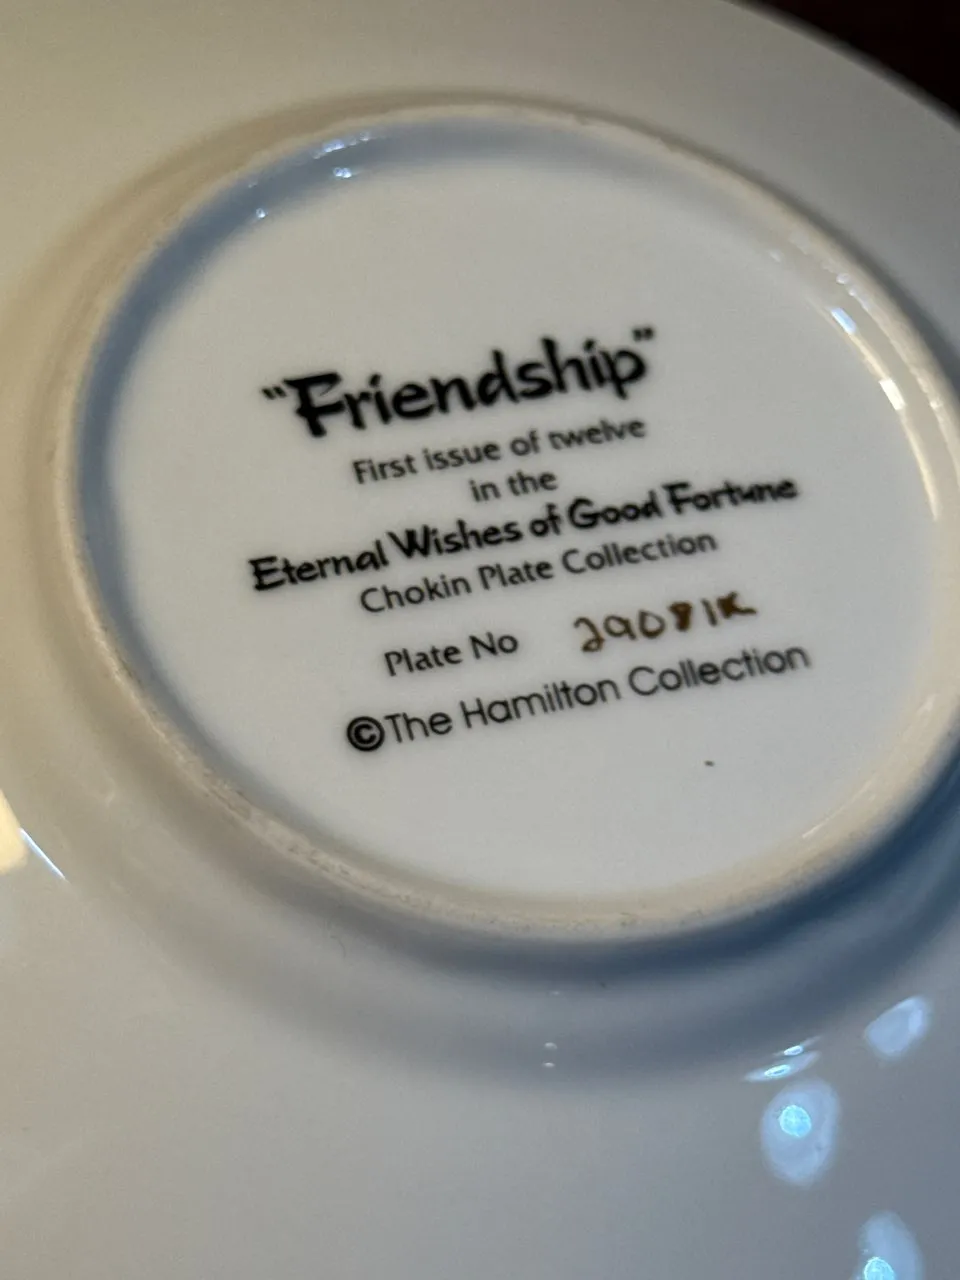 "Friendship"
First issue of twelve
in the
Eternal Wishes of Good Fortune
Chokin Plate Collection
Plate No 29081K
©The Hamilton Collection